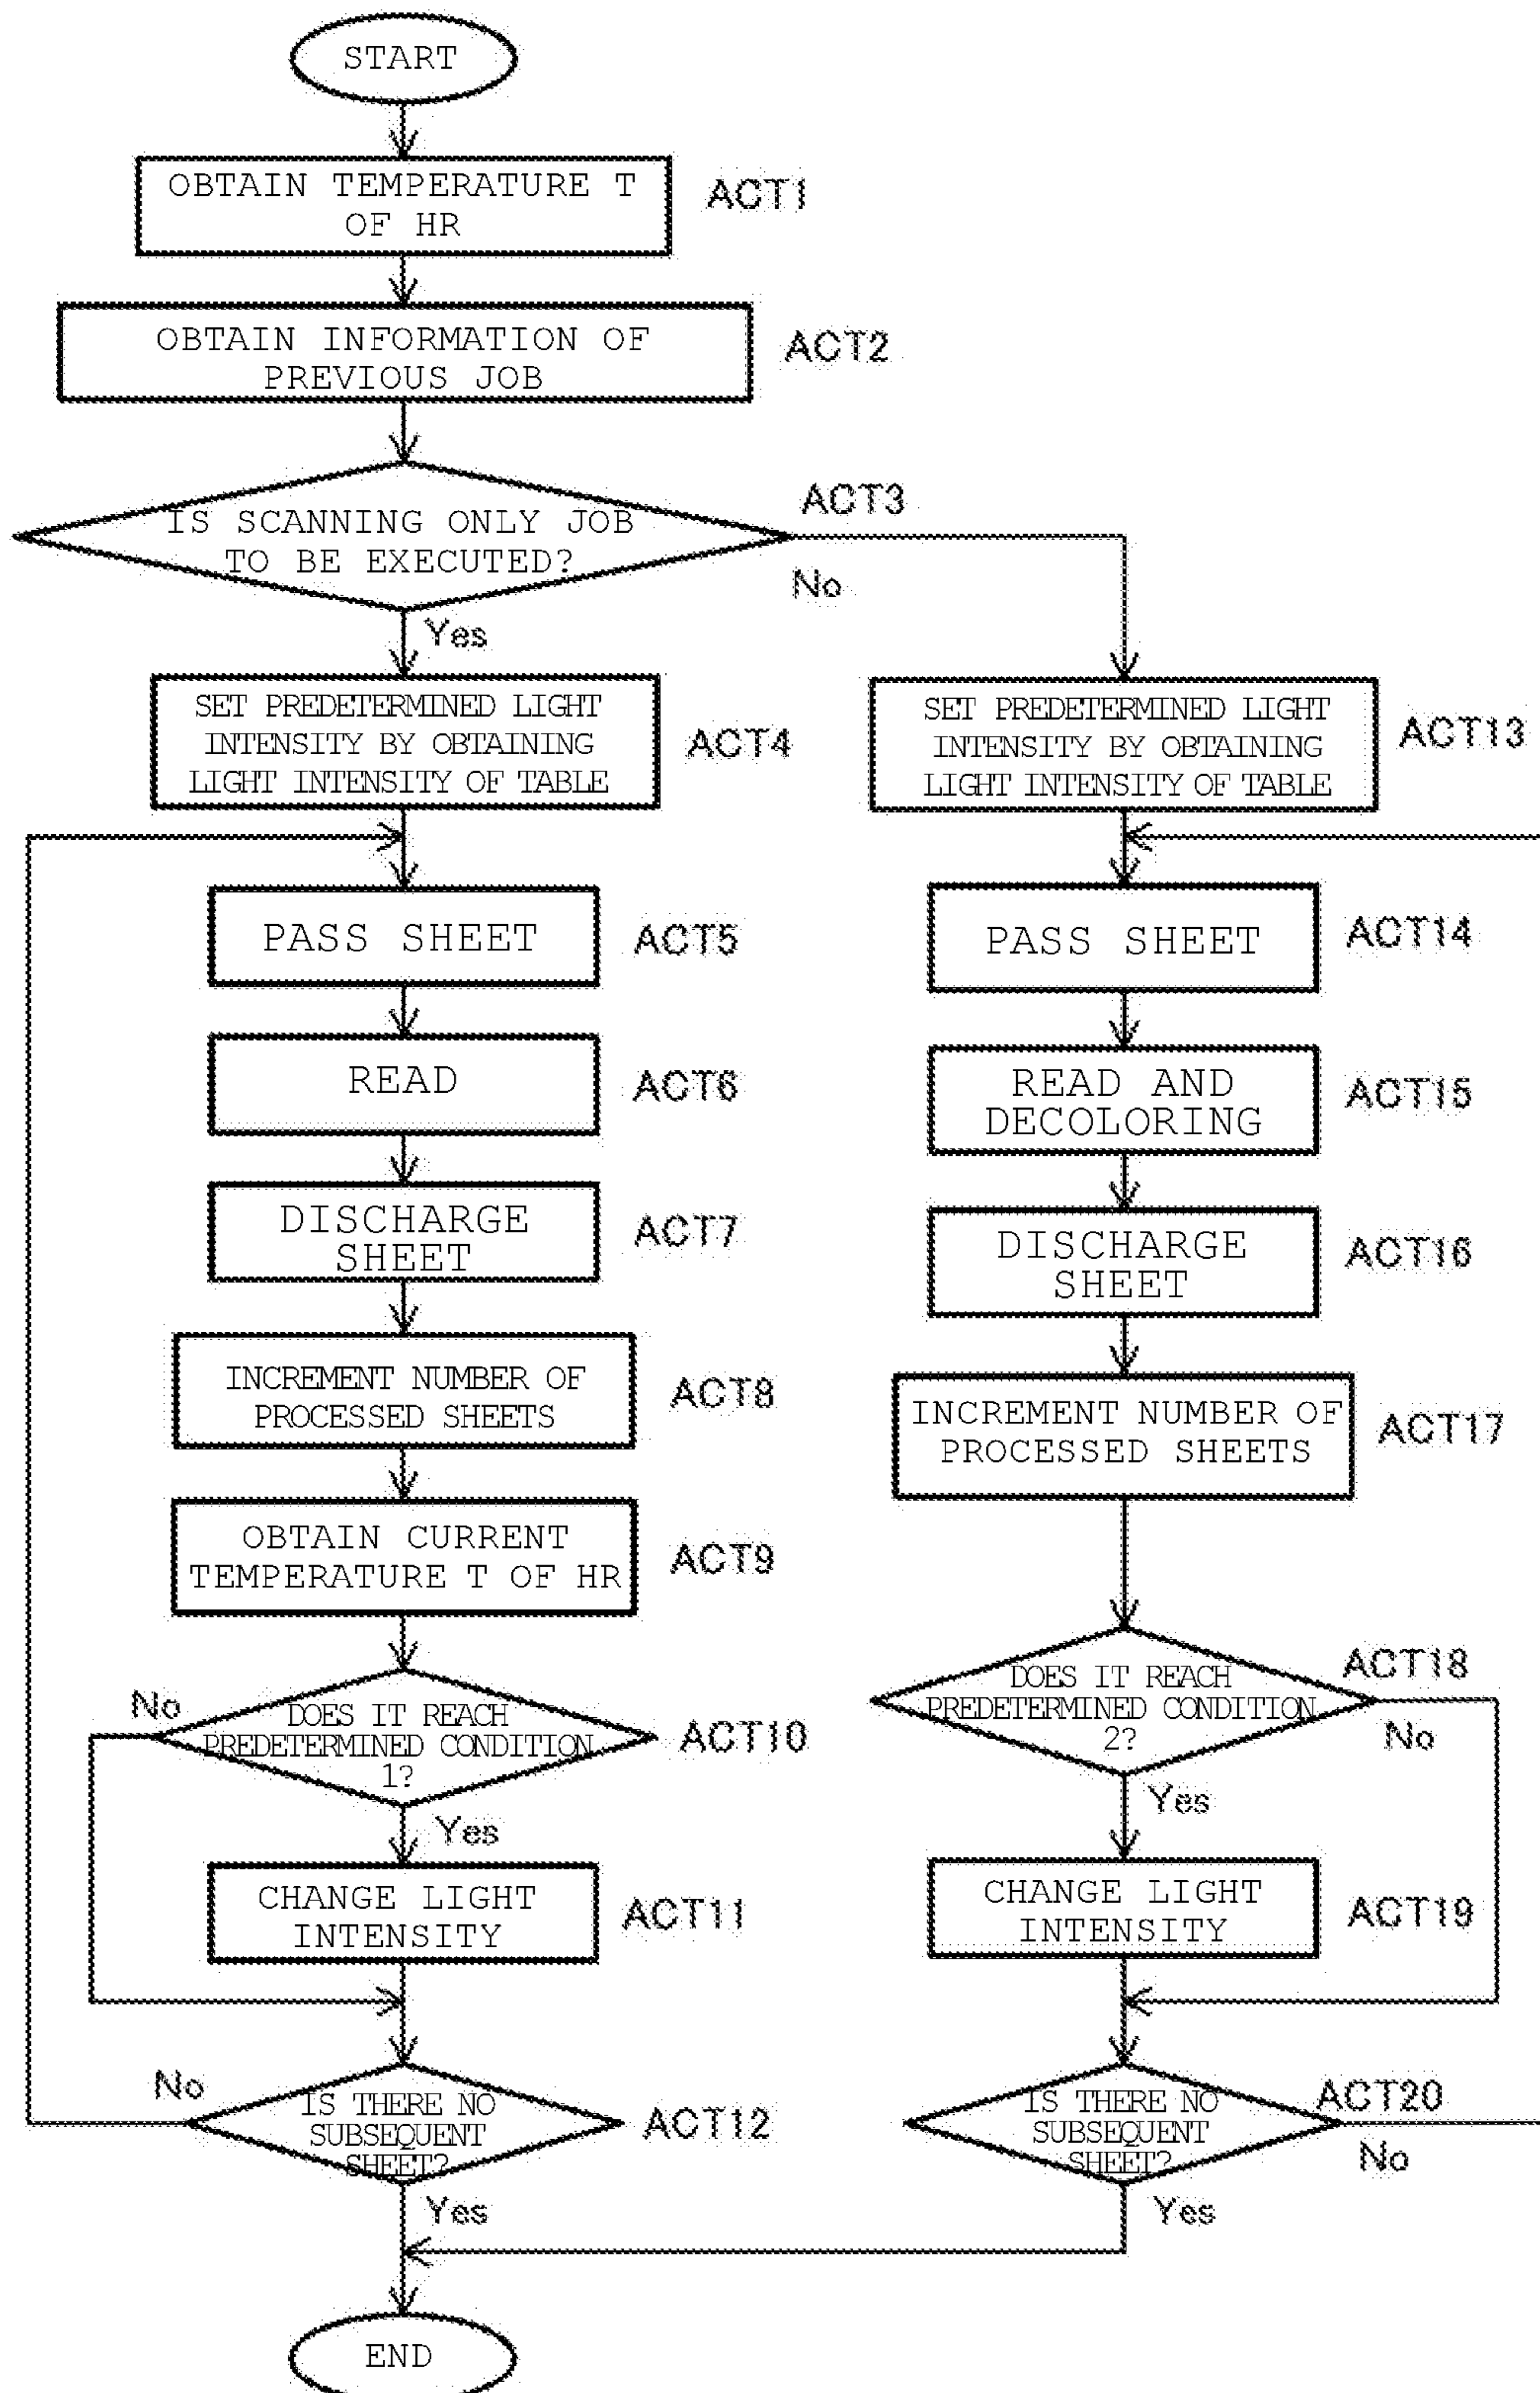 START
OBTAIN TEMPERATURE T
OF HR
ACT1
OBTAIN INFORMATION OF
PREVIOUS JOB
ACT2
IS SCANNING ONLY JOB
TO BE EXECUTED?
ACT3
No
Yes
SET PREDETERMINED LIGHT
INTENSITY BY OBTAINING
LIGHT INTENSITY OF TABLE
ACT4
PASS SHEET
ACT5
READ
ACT6
DISCHARGE
SHEET
ACT7
INCREMENT NUMBER OF
PROCESSED SHEETS
ACT8
OBTAIN CURRENT
TEMPERATURE T OF HR
ACT9
No
DOES IT REACH
PREDETERMINED CONDITION
1?
ACT10
Yes
CHANGE LIGHT
INTENSITY
ACT11
No
IS THERE NO
SUBSEQUENT
SHEET?
ACT12
Yes
SET PREDETERMINED LIGHT
INTENSITY BY OBTAINING
LIGHT INTENSITY OF TABLE
ACT13
PASS SHEET
ACT14
READ AND
DECOLORING
ACT15
DISCHARGE
SHEET
ACT16
INCREMENT NUMBER OF
PROCESSED SHEETS
ACT17
DOES IT REACH
PREDETERMINED CONDITION
2?
ACT18
No
Yes
CHANGE LIGHT
INTENSITY
ACT19
IS THERE NO
SUBSEQUENT
SHEET?
ACT20
No
Yes
END